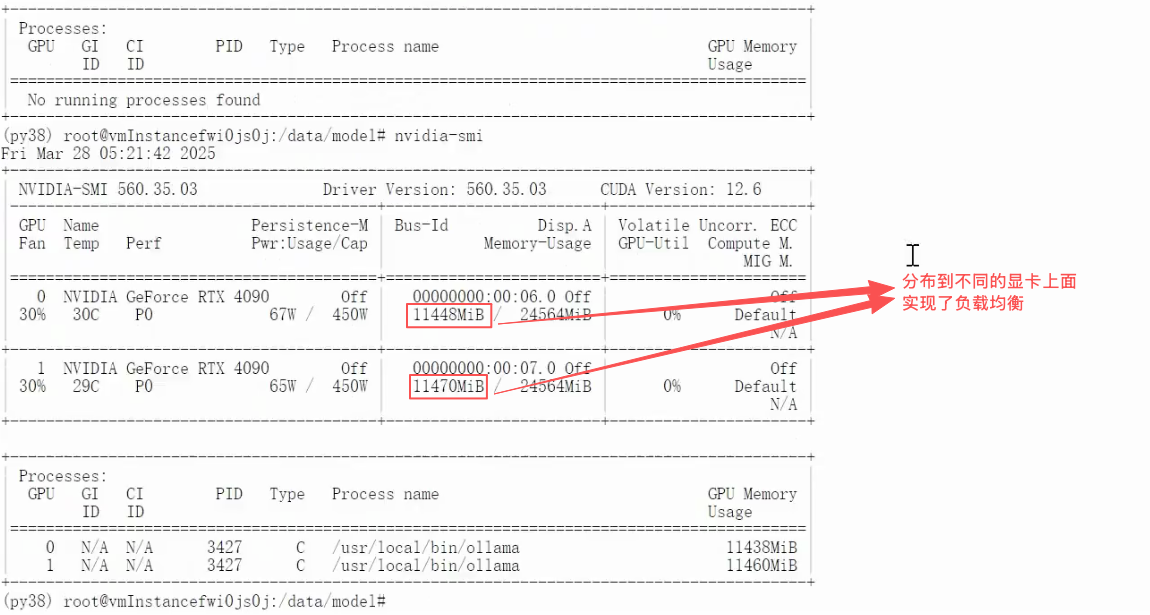 Processes:
GPU GI CI PID Type Process name GPU Memory
ID ID Usage
No running processes found
(py38) root@vmInstancefwi0js0j:/data/model# nvidia-smi
Fri Mar 28 05:21:42 2025
NVIDIA-SMI 560.35.03 Driver Version: 560.35.03 CUDA Version: 12.6
GPU Name Persistence-M Bus-Id Disp.A Volatile Uncorr. ECC
Fan Temp Perf Pwr:Usage/Cap Memory-Usage GPU-Util Compute M.
MIG M.
0 NVIDIA GeForce RTX 4090 Off 00000000:00:06.0 Off Off
30% 30C P0 67W / 450W 11448MiB / 24564MiB 0% Default
N/A
1 NVIDIA GeForce RTX 4090 Off 00000000:00:07.0 Off Off
30% 29C P0 65W / 450W 11470MiB / 24564MiB 0% Default
N/A
分布到不同的显卡上面
实现了负载均衡
Processes:
GPU GI CI PID Type Process name GPU Memory
ID ID Usage
0 N/A N/A 3427 C /usr/local/bin/ollama 11438MiB
1 N/A N/A 3427 C /usr/local/bin/ollama 11460MiB
(py38) root@vmInstancefwi0js0j:/data/model#